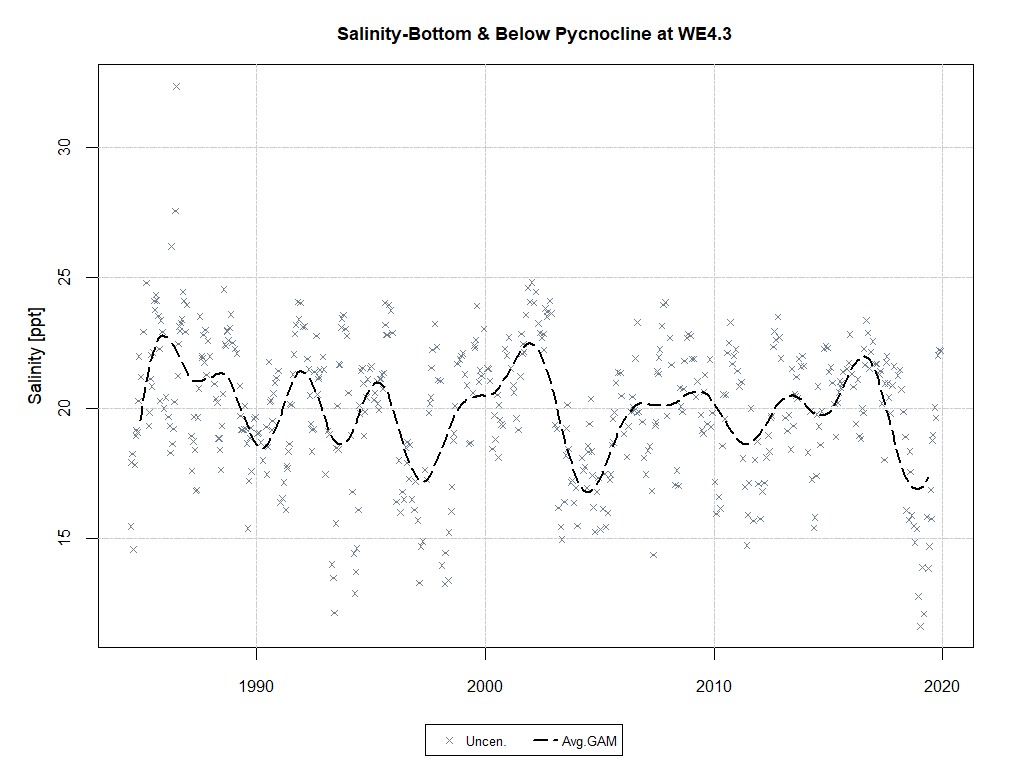 Salinity-Bottom & Below Pycnocline at WE4.3
Salinity [ppt]
30
25
20
15
1990 2000 2010 2020
Uncen. Avg.GAM